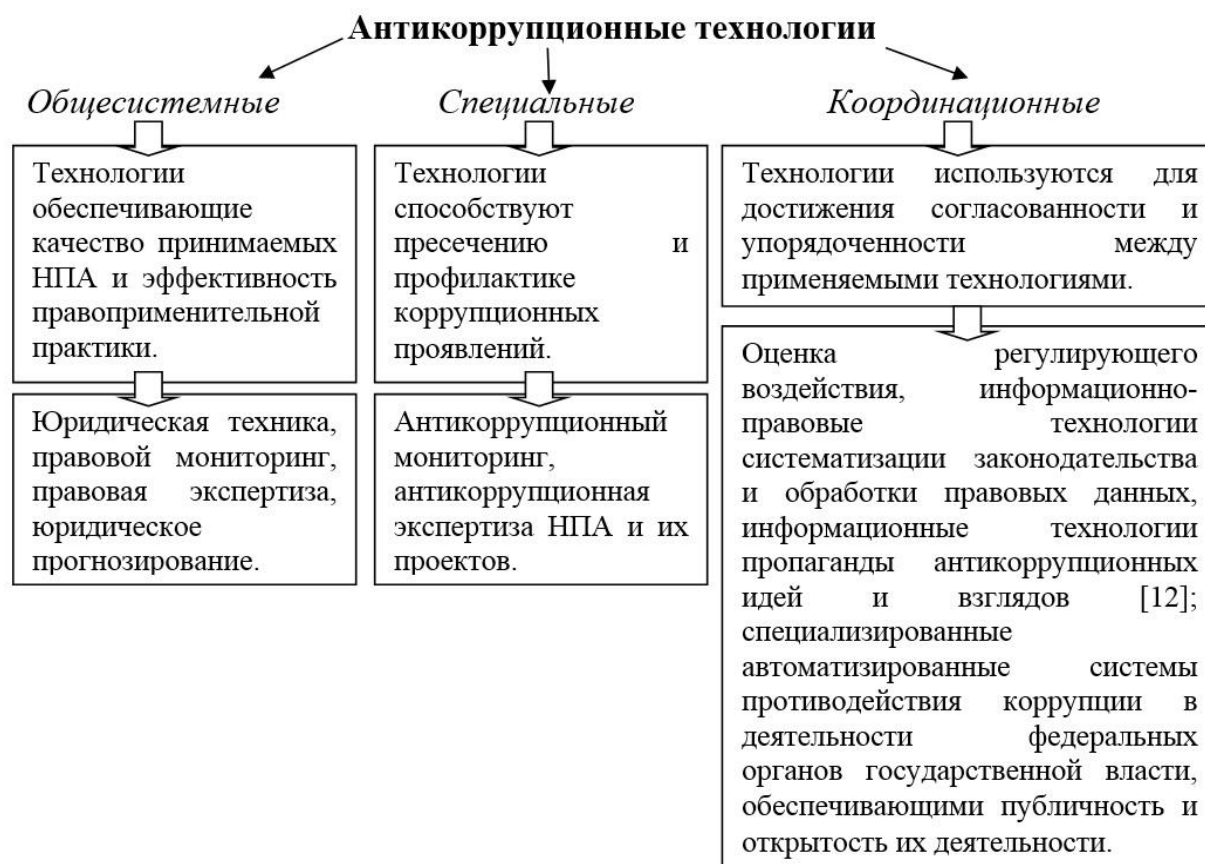 Антикоррупционные технологии
Общесистемные
Специальные
Координационные
Технологии
обеспечивающие
качество принимаемых
НПА и эффективность
правоприменительной
практики.
Юридическая техника,
правовой мониторинг,
правовая экспертиза,
юридическое
прогнозирование.
Технологии
способствуют
пресечению и
профилактике
коррупционных
проявлений.
Антикоррупционный
мониторинг,
антикоррупционная
экспертиза НПА и их
проектов.
Технологии используются для
достижения согласованности и
упорядоченности между
применяемыми технологиями.
Оценка регулирующего
воздействия, информационно-
правовые технологии
систематизации законодательства
и обработки правовых данных,
информационные технологии
пропаганды антикоррупционных
идей и взглядов [12];
специализированные
автоматизированные системы
противодействия коррупции в
деятельности федеральных
органов государственной власти,
обеспечивающими публичность и
открытость их деятельности.